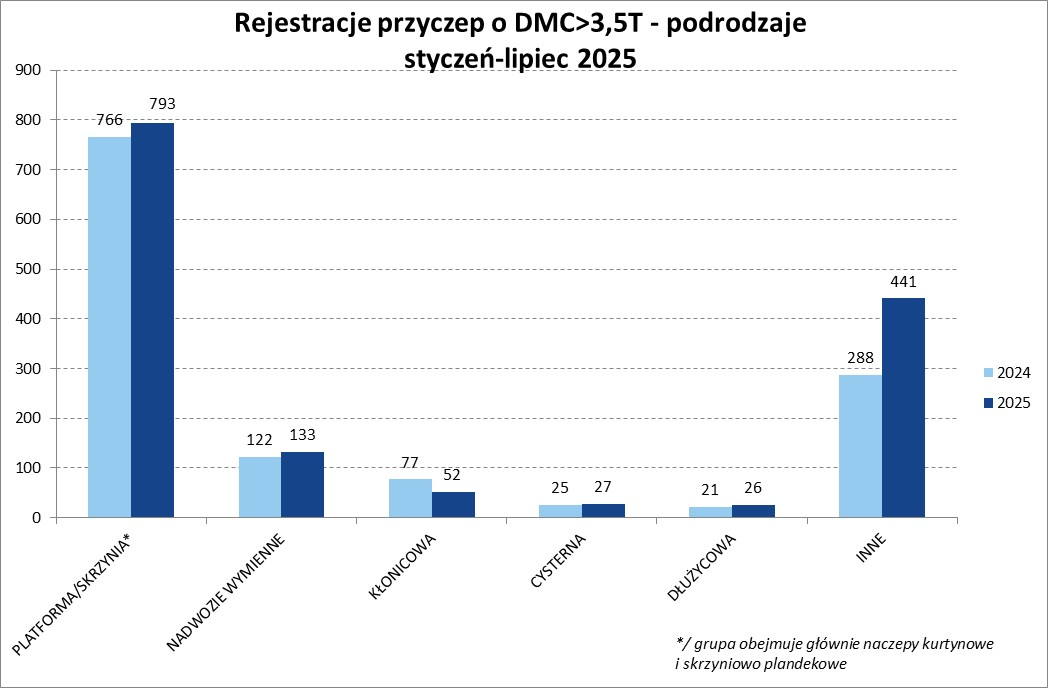 Rejestracje przyczep o DMC>3,5T - podrodzaje
styczeń-lipiec 2025
900
800
700
600
500
400
300
200
100
0
766
793
122
133
77
52
25
27
21
26
288
441
PLATFORMA/SKRZYNIA*
NADWOZIE WYMIENNE
KŁONICOWA
CYSTERNA
DŁUŻYCOWA
INNE
2024
2025
*/ grupa obejmuje głównie naczepy kurtynowe
i skrzyniowo plandekowe